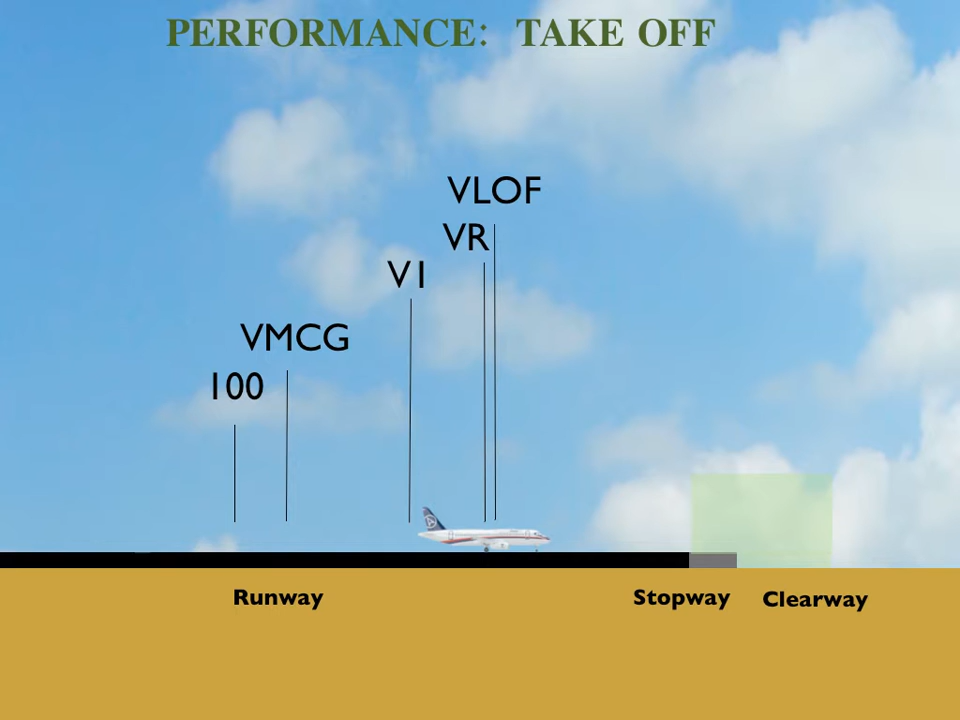 PERFORMANCE:  TAKE OFF
VLOF
VR
V1
VMCG
100
Runway
Stopway
Clearway